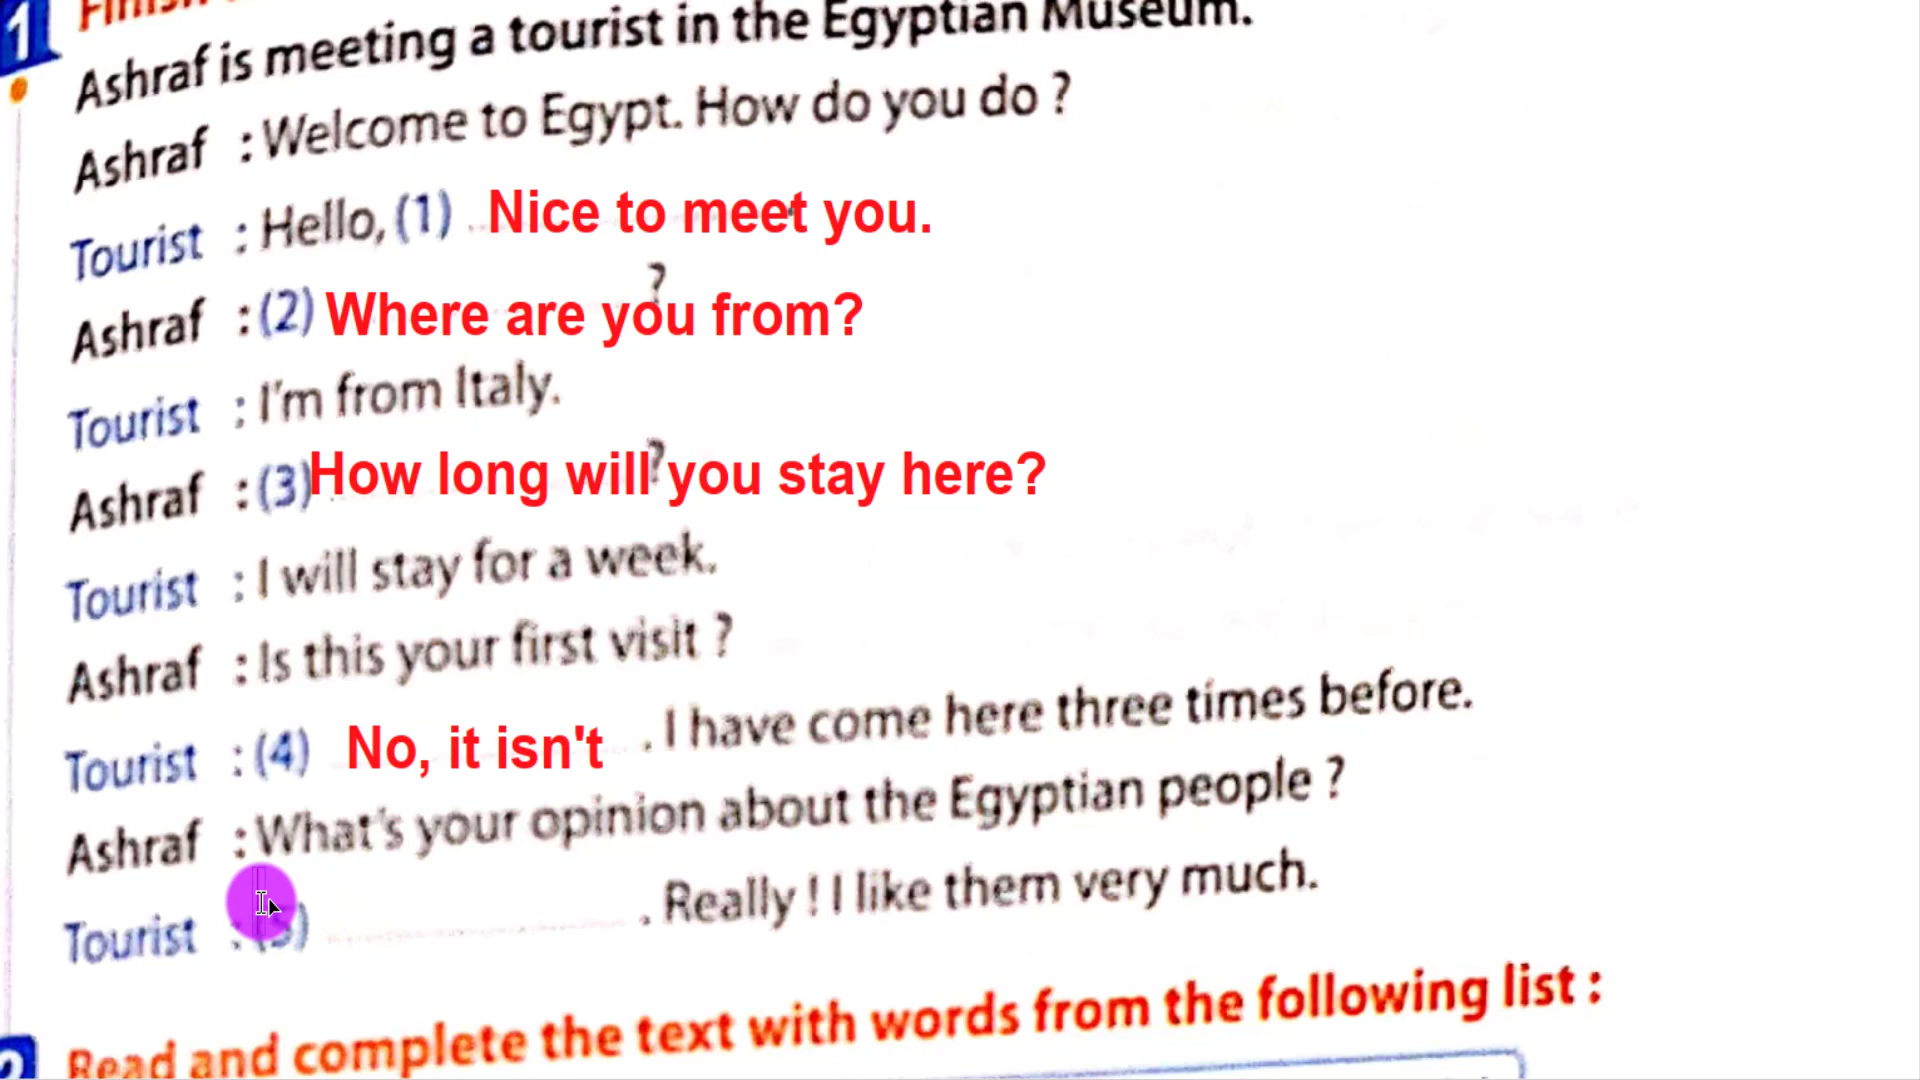 1 Finish
Ashraf is meeting a tourist in the Egyptian Museum.
Ashraf : Welcome to Egypt. How do you do ?
Tourist : Hello, (1) Nice to meet you.
Ashraf : (2) Where are you from? ?
Tourist : I'm from Italy.
Ashraf : (3) How long will you stay here? ?
Tourist : I will stay for a week.
Ashraf : Is this your first visit ?
Tourist : (4) No, it isn't . I have come here three times before.
Ashraf : What's your opinion about the Egyptian people ?
Tourist : (5) . Really ! I like them very much.
2 Read and complete the text with words from the following list :